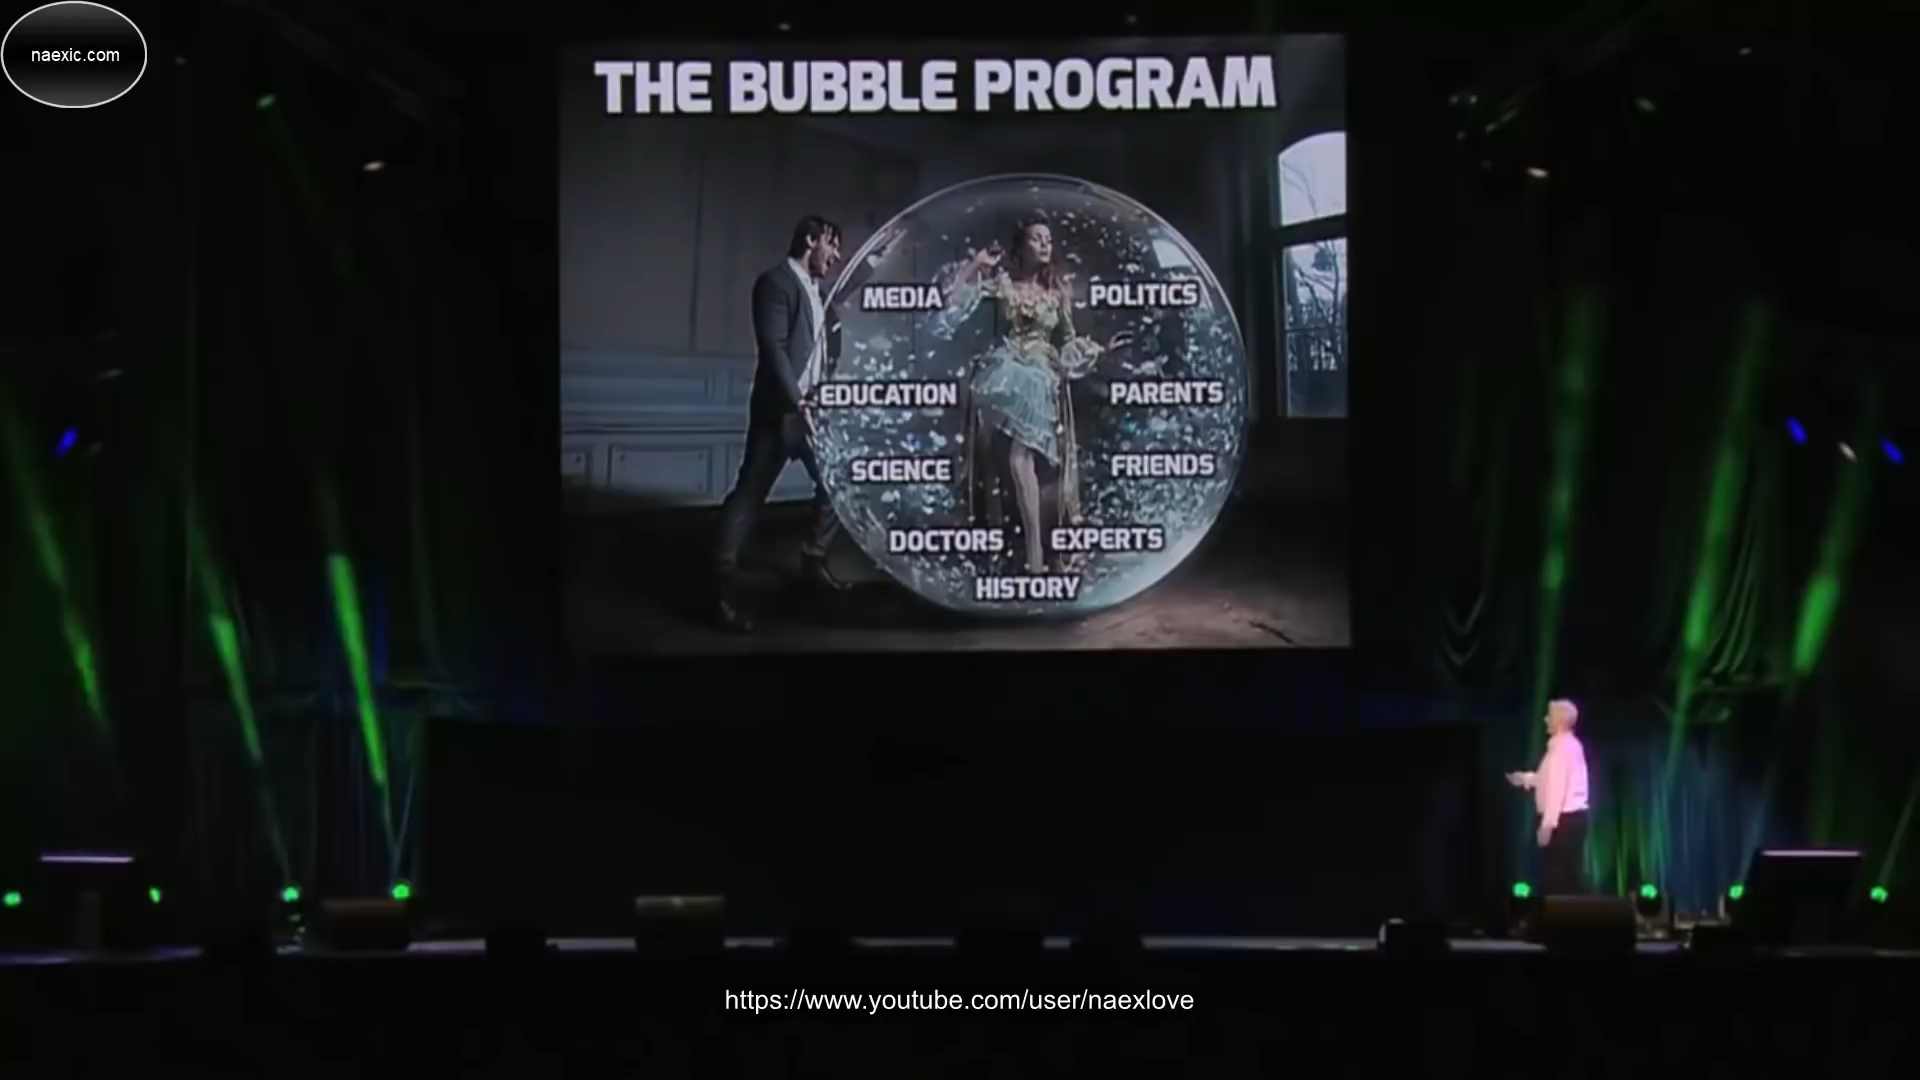 naexic.com
THE BUBBLE PROGRAM
MEDIA
POLITICS
EDUCATION
PARENTS
SCIENCE
FRIENDS
DOCTORS
EXPERTS
HISTORY
https://www.youtube.com/user/naexlove